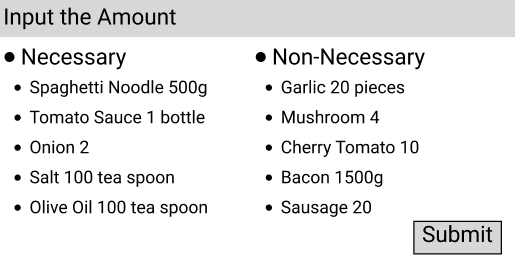 Input the Amount
Necessary
Spaghetti Noodle 500g
Tomato Sauce 1 bottle
Onion 2
Salt 100 tea spoon
Olive Oil 100 tea spoon
Non-Necessary
Garlic 20 pieces
Mushroom 4
Cherry Tomato 10
Bacon 1500g
Sausage 20
Submit